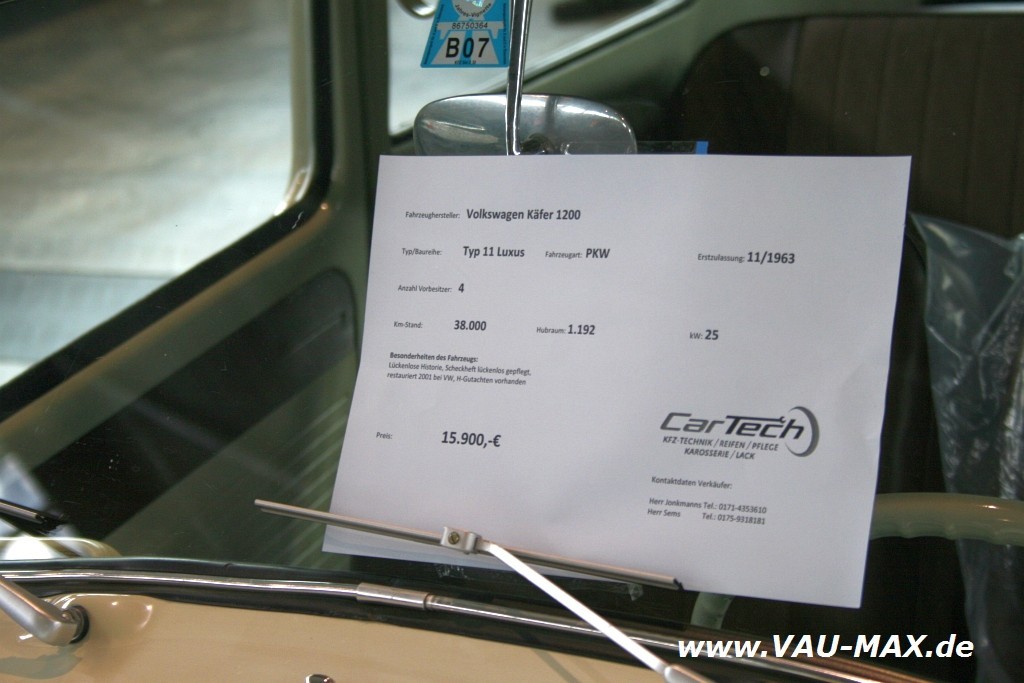 86750364
B07
Fahrzeughersteller: Volkswagen Käfer 1200
Typ/Baureihe: Typ 11 Luxus Fahrzeugart: PKW Erstzulassung: 11/1963
Anzahl Vorbesitzer: 4
Km-Stand: 38.000 Hubraum: 1.192 kW: 25
Besonderheiten des Fahrzeugs:
Lückenlose Historie, Scheckheft lückenlos gepflegt,
restauriert 2001 bei VW, H-Gutachten vorhanden
Preis: 15.900,-€
CarTech
KFZ-TECHNIK / REIFEN / PFLEGE
KAROSSERIE / LACK
Kontaktdaten Verkäufer:
Herr Jonkmanns Tel.: 0171-4353610
Herr Sems Tel.: 0175-9318181
www.VAU-MAX.de